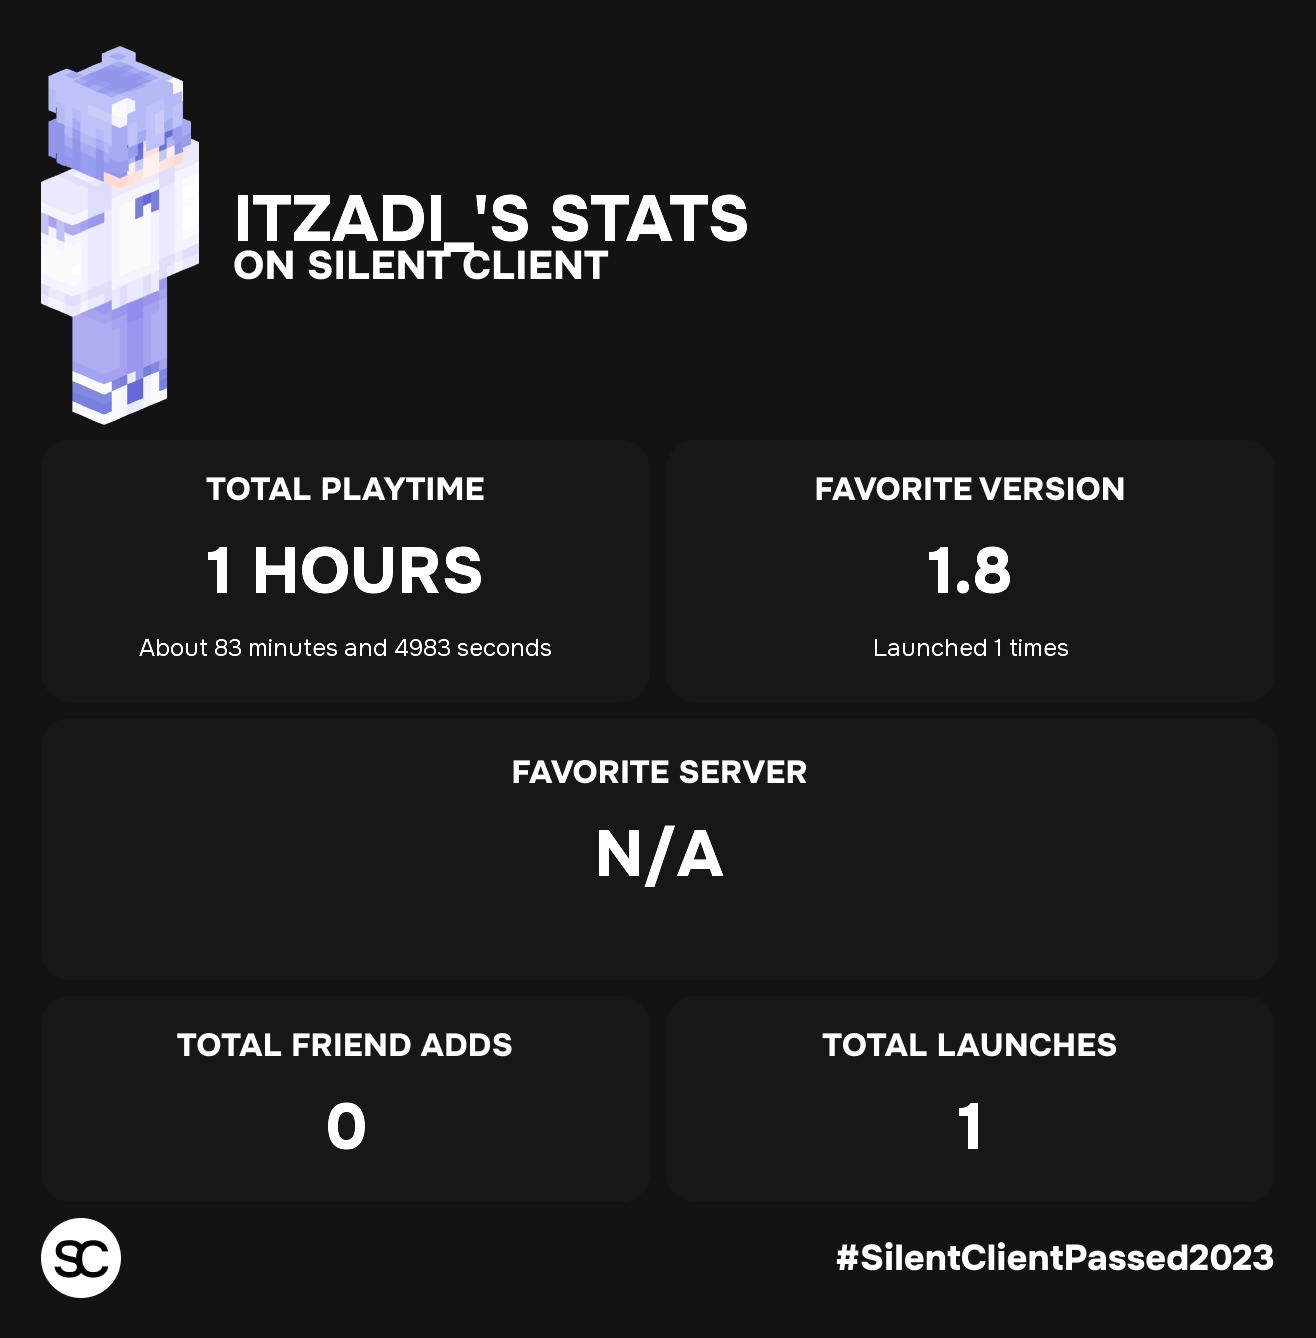 ITZADI_'S STATS
ON SILENT CLIENT
TOTAL PLAYTIME
1 HOURS
About 83 minutes and 4983 seconds
FAVORITE VERSION
1.8
Launched 1 times
FAVORITE SERVER
N/A
TOTAL FRIEND ADDS
0
TOTAL LAUNCHES
1
SC
#SilentClientPassed2023